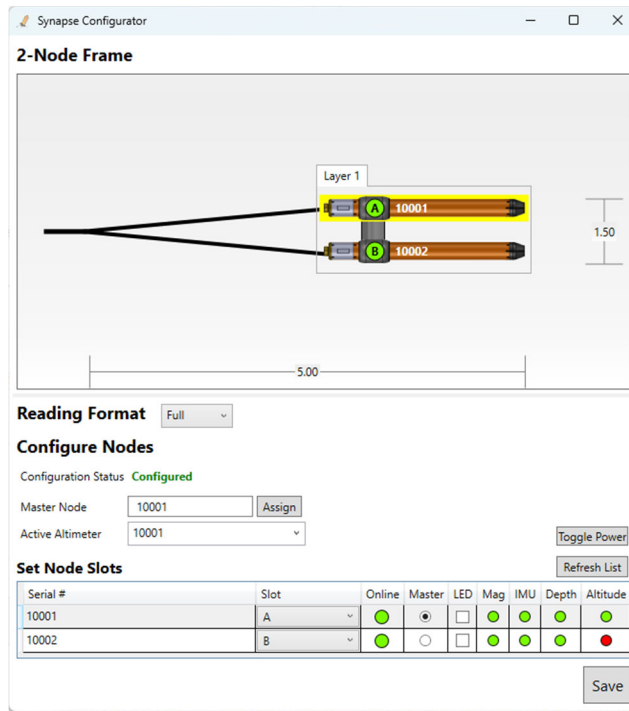 Synapse Configurator
2-Node Frame
Layer 1
A 10001
1.50
B 10002
5.00
Reading Format Full
Configure Nodes
Configuration Status Configured
Master Node 10001 Assign
Active Altimeter 10001
Toggle Power
Set Node Slots Refresh List
Serial # Slot Online Master LED Mag IMU Depth Altitude
10001 A
10002 B
Save